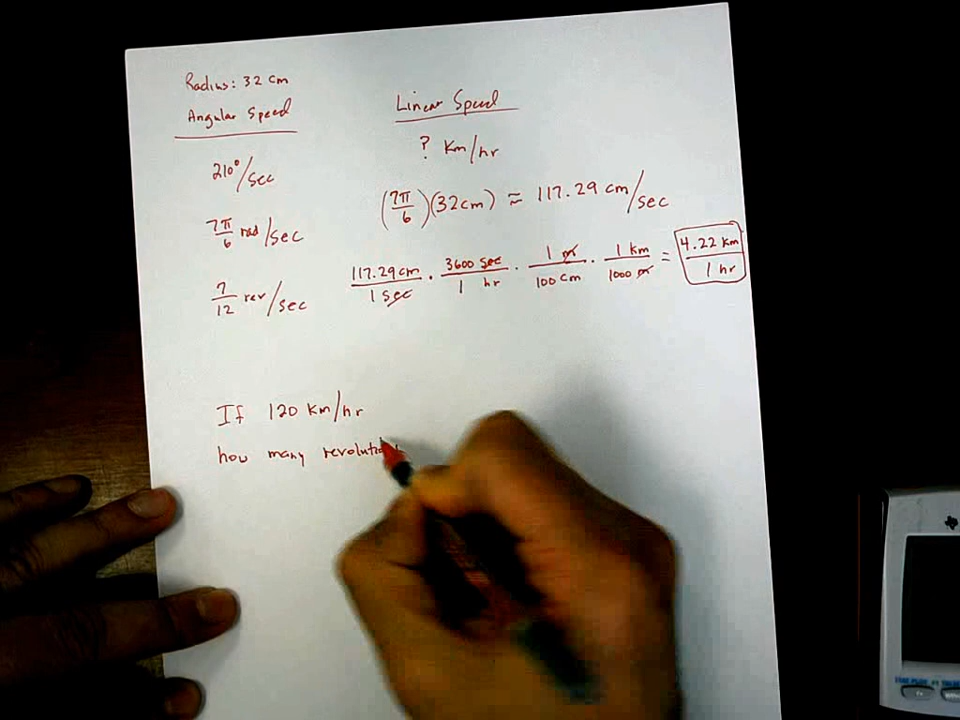 Radius: 32 cm
Angular Speed
210°/sec
7π/6 rad/sec
7/12 rev/sec
Linear Speed
? Km/hr
(7π/6)(32cm) ≈ 117.29 cm/sec
117.29cm/1 sec · 3600 sec/1 hr · 1 m/100 cm · 1 km/1000 m = 4.22 km/1 hr
If 120 km/hr
how many